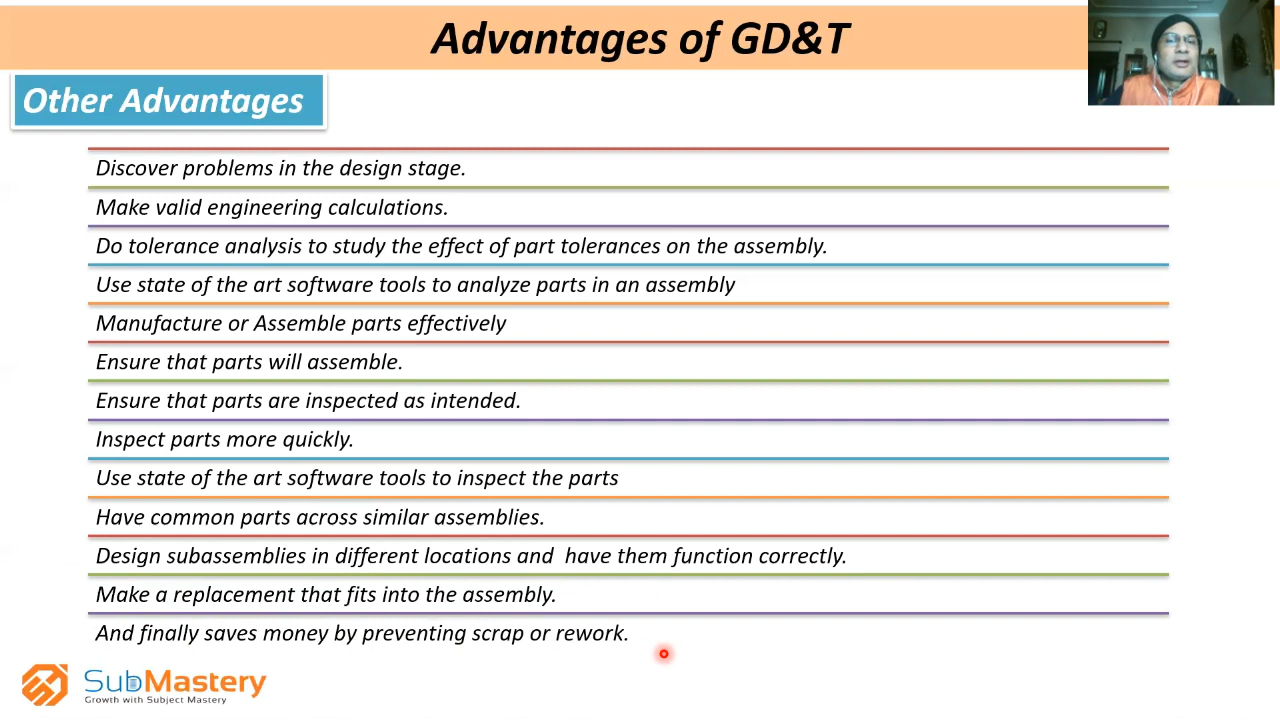 Advantages of GD&T
Other Advantages
Discover problems in the design stage.
Make valid engineering calculations.
Do tolerance analysis to study the effect of part tolerances on the assembly.
Use state of the art software tools to analyze parts in an assembly
Manufacture or Assemble parts effectively
Ensure that parts will assemble.
Ensure that parts are inspected as intended.
Inspect parts more quickly.
Use state of the art software tools to inspect the parts
Have common parts across similar assemblies.
Design subassemblies in different locations and  have them function correctly.
Make a replacement that fits into the assembly.
And finally saves money by preventing scrap or rework.
SubMastery
Growth with Subject Mastery